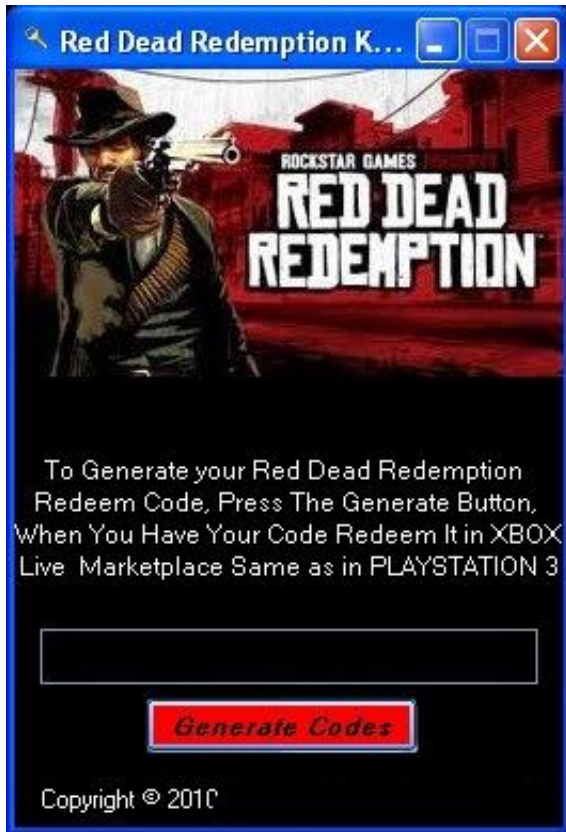 Red Dead Redemption K...
ROCKSTAR GAMES
RED DEAD
REDEMPTION
To Generate your Red Dead Redemption
Redeem Code, Press The Generate Button,
When You Have Your Code Redeem It in XBOX
Live Marketplace Same as in PLAYSTATION 3
Generate Codes
Copyright © 2010